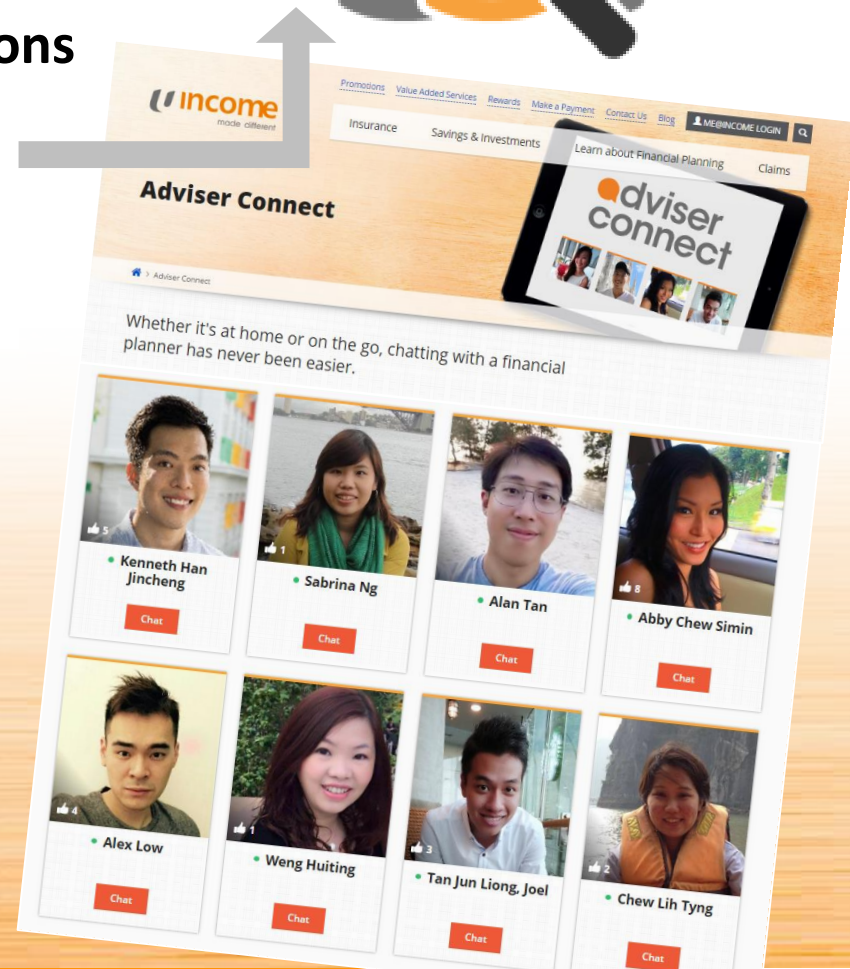 ons
Promotions Value Added Services Rewards Make a Payment Contact Us Blog ME@INCOME LOGIN
income
made different
Insurance Savings & Investments Learn about Financial Planning Claims
Adviser Connect
adviser
connect
> Adviser Connect
Whether it's at home or on the go, chatting with a financial
planner has never been easier.
5
1
8
Kenneth Han
Jincheng
Sabrina Ng
Alan Tan
Abby Chew Simin
Chat
Chat
Chat
Chat
4
1
3
2
Alex Low
Weng Huiting
Tan Jun Liong, Joel
Chew Lih Tyng
Chat
Chat
Chat
Chat